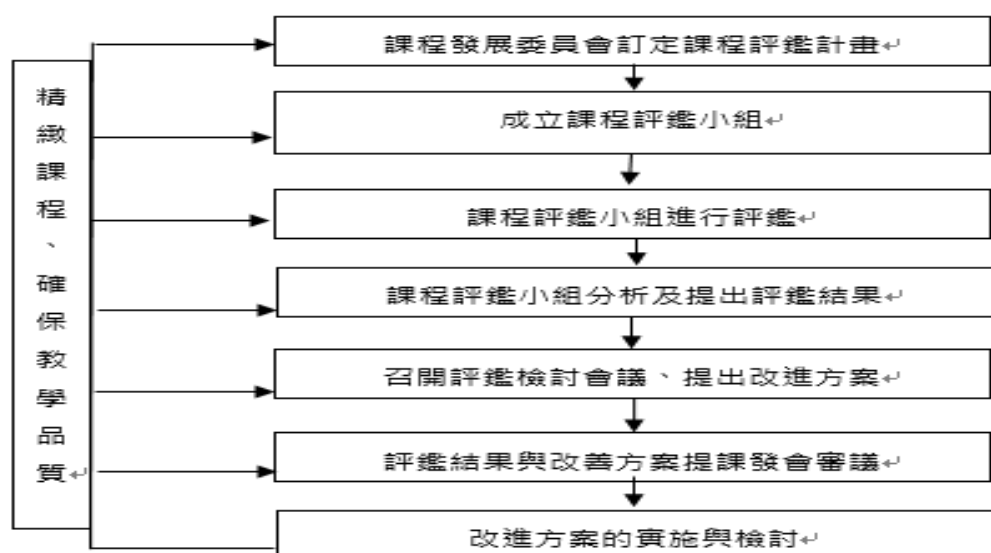 精緻課程、確保教學品質
課程發展委員會訂定課程評鑑計畫
成立課程評鑑小組
課程評鑑小組進行評鑑
課程評鑑小組分析及提出評鑑結果
召開評鑑檢討會議、提出改進方案
評鑑結果與改善方案提課發會審議
改進方案的實施與檢討